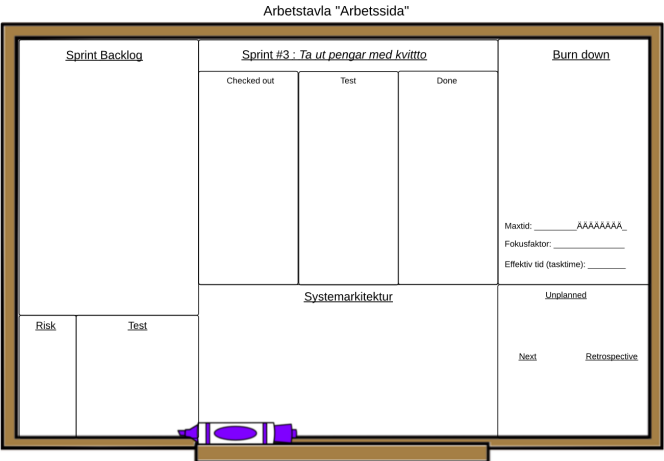 Arbetstavla "Arbetssida"
Sprint Backlog
Sprint #3 : Ta ut pengar med kvittto
Burn down
Checked out
Test
Done
Maxtid: _________ÄÄÄÄÄÄÄÄ_
Fokusfaktor: _______________
Effektiv tid (tasktime): ________
Systemarkitektur
Unplanned
Risk
Test
Next
Retrospective